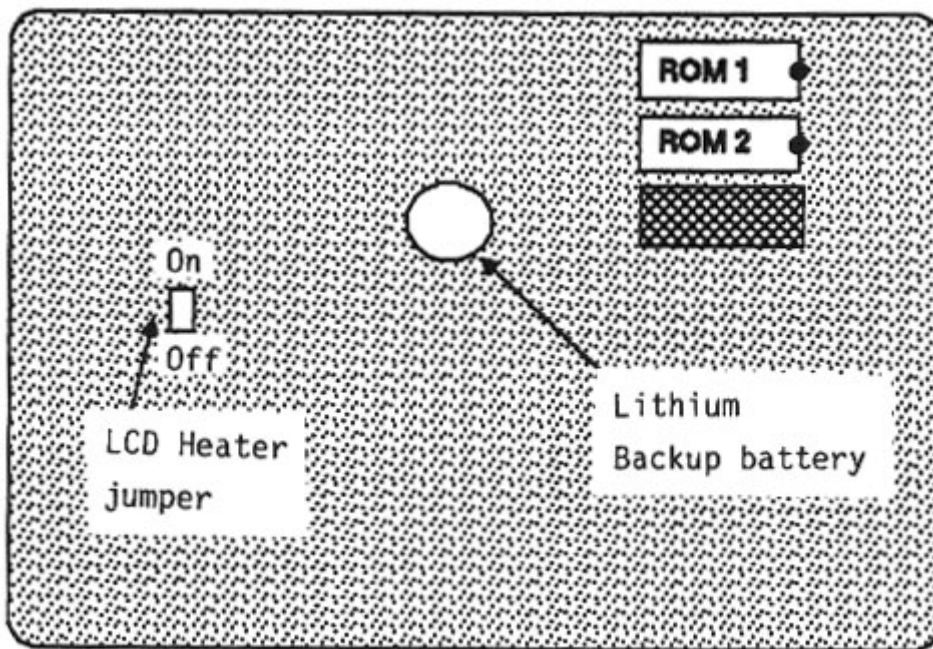 ROM 1
ROM 2
On
Off
LCD Heater
jumper
Lithium
Backup battery